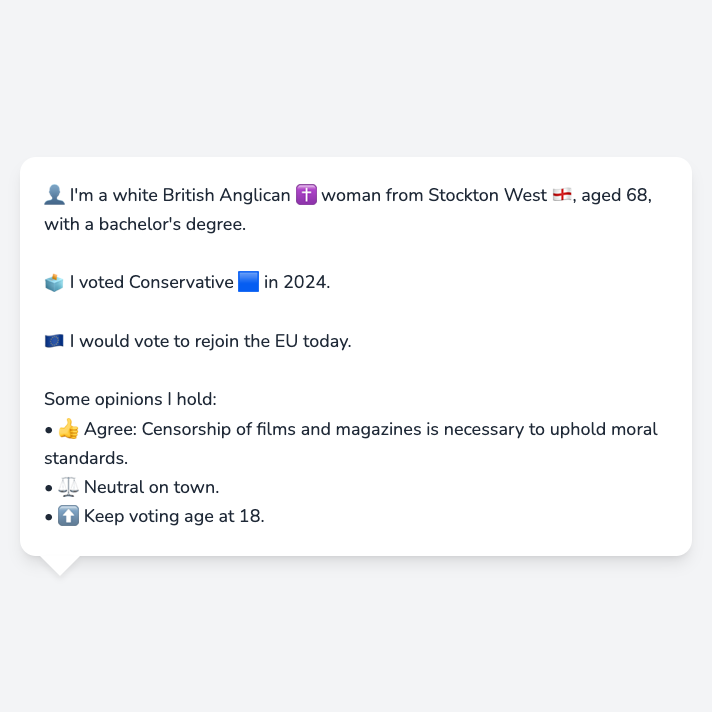 👤 I'm a white British Anglican ✝️ woman from Stockton West 🏴󠁧󠁢󠁥󠁮󠁧󠁿, aged 68,
with a bachelor's degree.
🗳️ I voted Conservative 🟦 in 2024.
🇪🇺 I would vote to rejoin the EU today.
Some opinions I hold:
• 👍 Agree: Censorship of films and magazines is necessary to uphold moral
standards.
• ⚖️ Neutral on town.
• ⬆️ Keep voting age at 18.